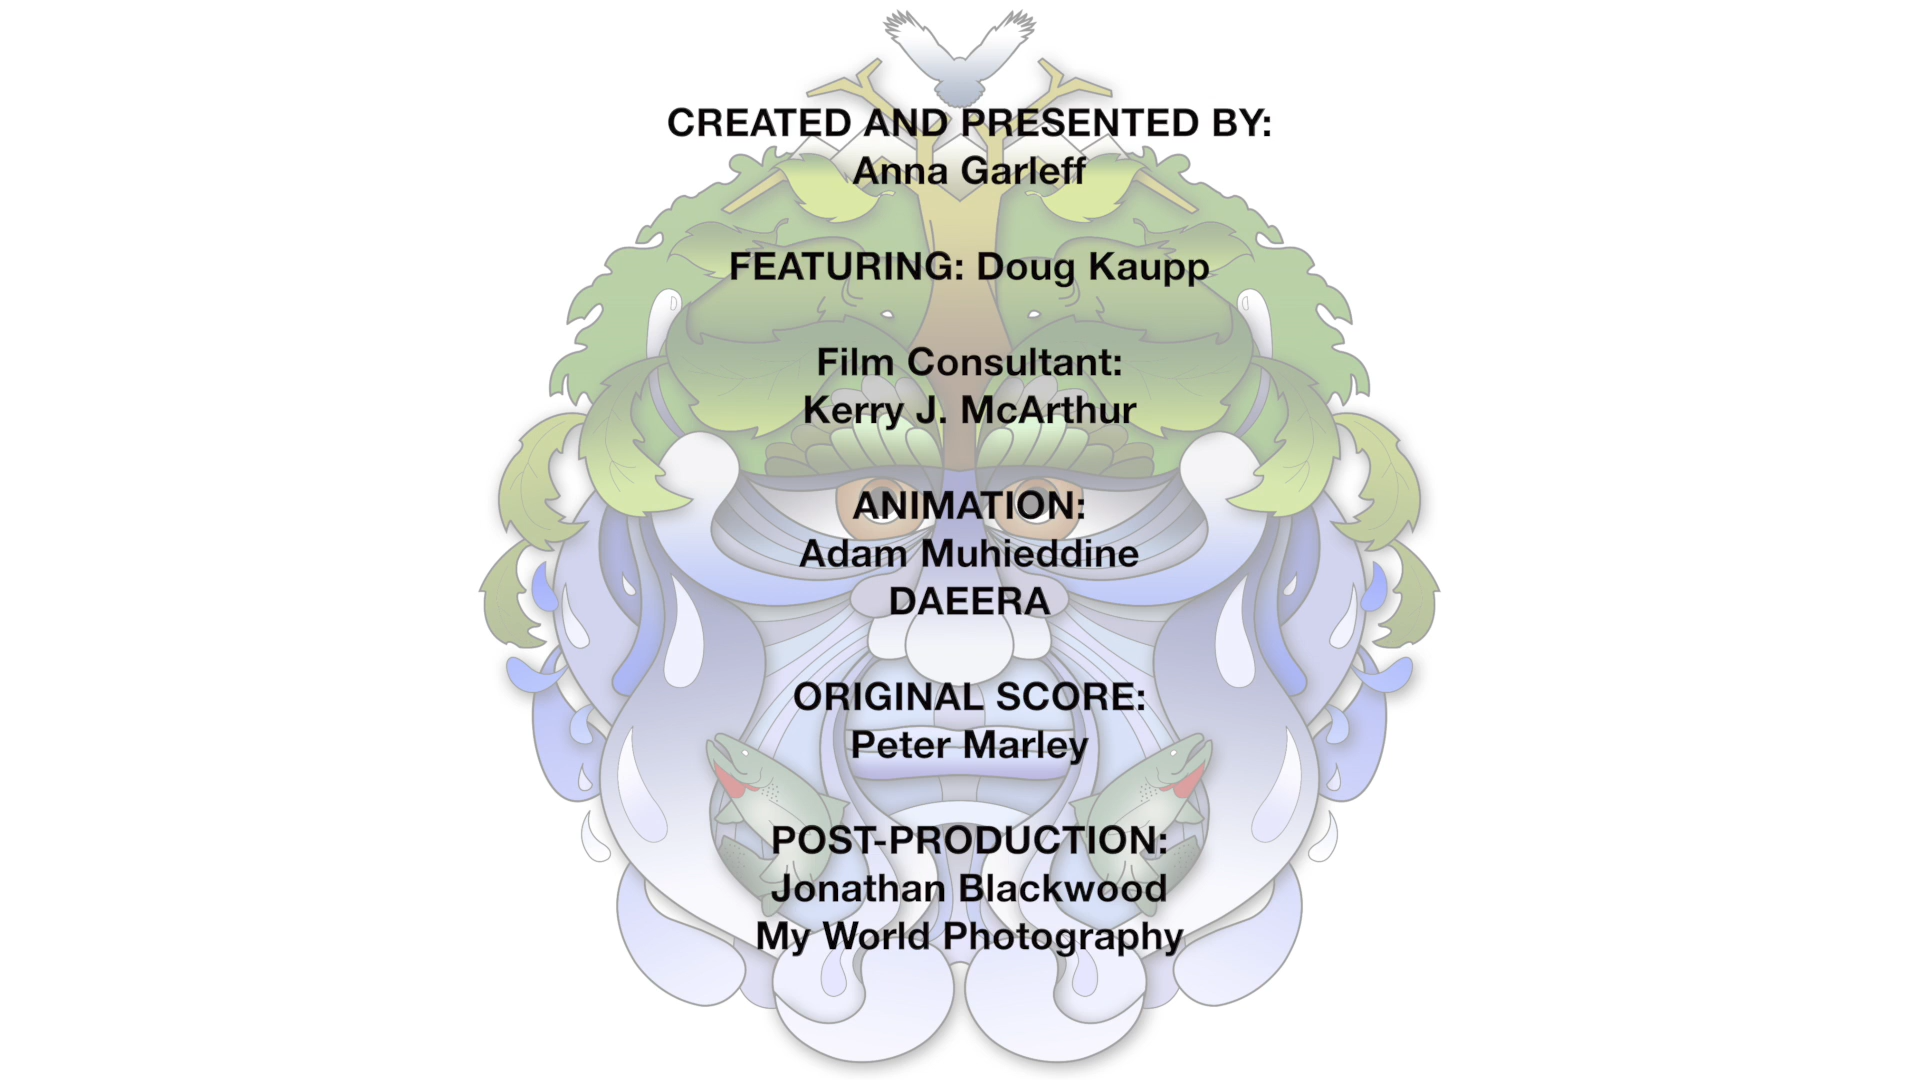 CREATED AND PRESENTED BY:
Anna Garleff
FEATURING: Doug Kaupp
Film Consultant:
Kerry J. McArthur
ANIMATION:
Adam Muhieddine
DAEERA
ORIGINAL SCORE:
Peter Marley
POST-PRODUCTION:
Jonathan Blackwood
My World Photography